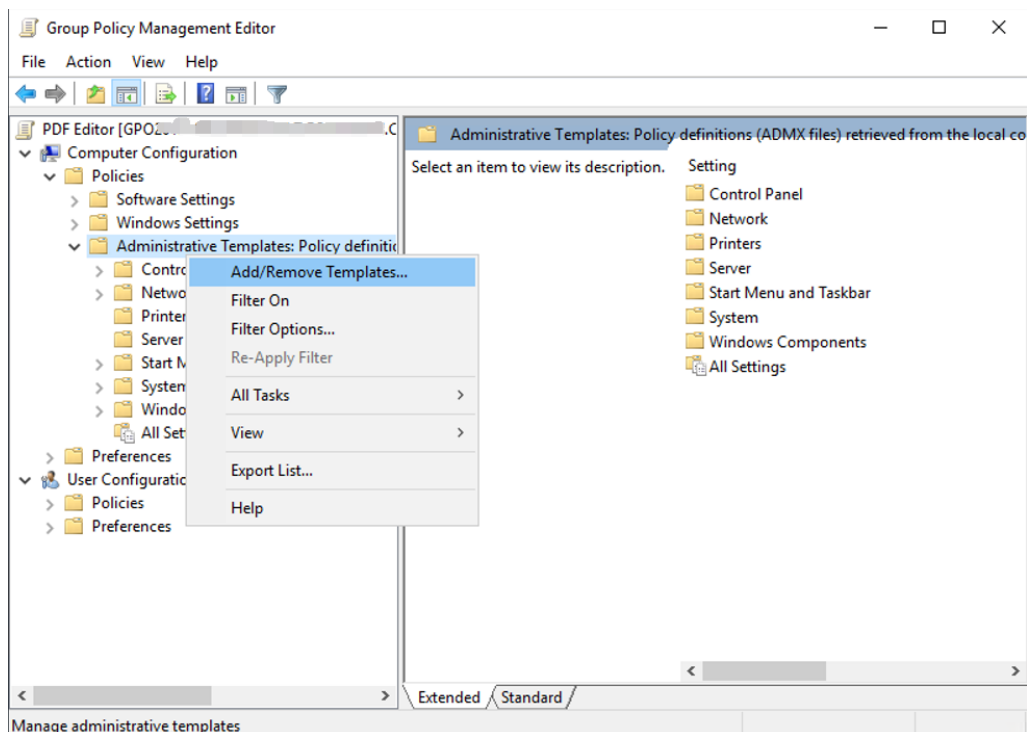 Group Policy Management Editor
File Action View Help
PDF Editor [GPO2 .C
Computer Configuration
Policies
Software Settings
Windows Settings
Administrative Templates: Policy definitic
Contro
Netwo
Printer
Server
Start M
System
Windo
All Set
Preferences
User Configuratic
Policies
Preferences
Add/Remove Templates...
Filter On
Filter Options...
Re-Apply Filter
All Tasks
View
Export List...
Help
Administrative Templates: Policy definitions (ADMX files) retrieved from the local co
Select an item to view its description.
Setting
Control Panel
Network
Printers
Server
Start Menu and Taskbar
System
Windows Components
All Settings
Extended Standard
Manage administrative templates